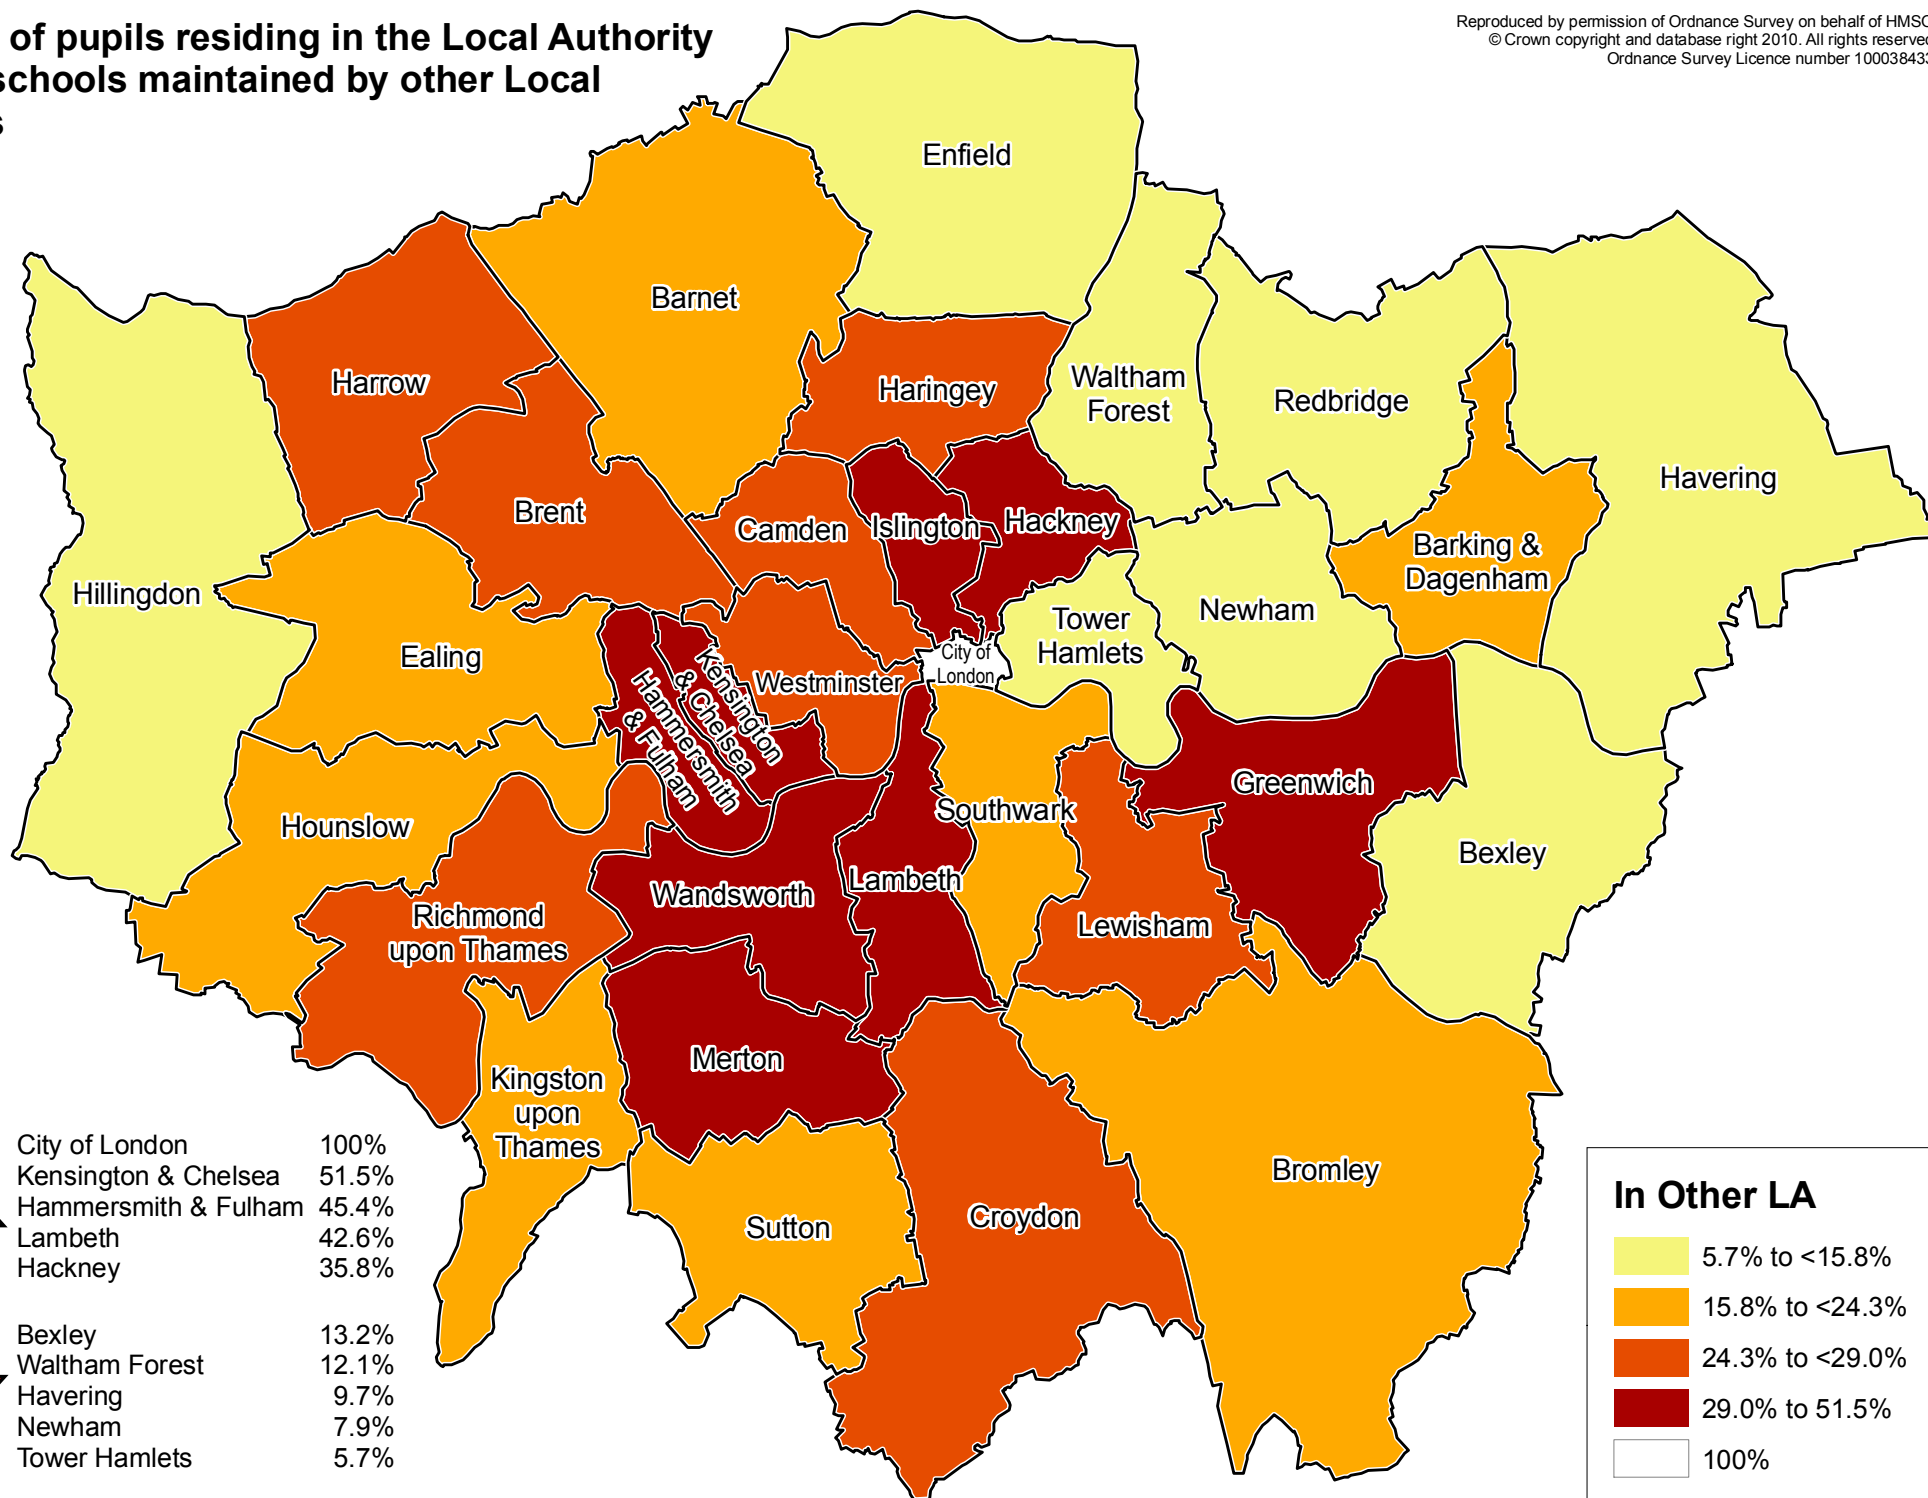 of pupils residing in the Local Authority
schools maintained by other Local
Reproduced by permission of Ordnance Survey on behalf of HMSO
© Crown copyright and database right 2010. All rights reserved
Ordnance Survey Licence number 100038433
Enfield
Barnet
Harrow
Haringey
Waltham
Forest
Redbridge
Havering
Brent
Camden
Islington
Hackney
Barking &
Dagenham
Hillingdon
Newham
Tower
Hamlets
Ealing
City of
London
Westminster
Kensington
& Chelsea
Hammersmith
& Fulham
Greenwich
Southwark
Hounslow
Bexley
Lambeth
Wandsworth
Richmond
upon Thames
Lewisham
Merton
Kingston
upon
Thames
Bromley
Croydon
Sutton
City of London 100%
Kensington & Chelsea 51.5%
Hammersmith & Fulham 45.4%
Lambeth 42.6%
Hackney 35.8%
Bexley 13.2%
Waltham Forest 12.1%
Havering 9.7%
Newham 7.9%
Tower Hamlets 5.7%
In Other LA
5.7% to <15.8%
15.8% to <24.3%
24.3% to <29.0%
29.0% to 51.5%
100%